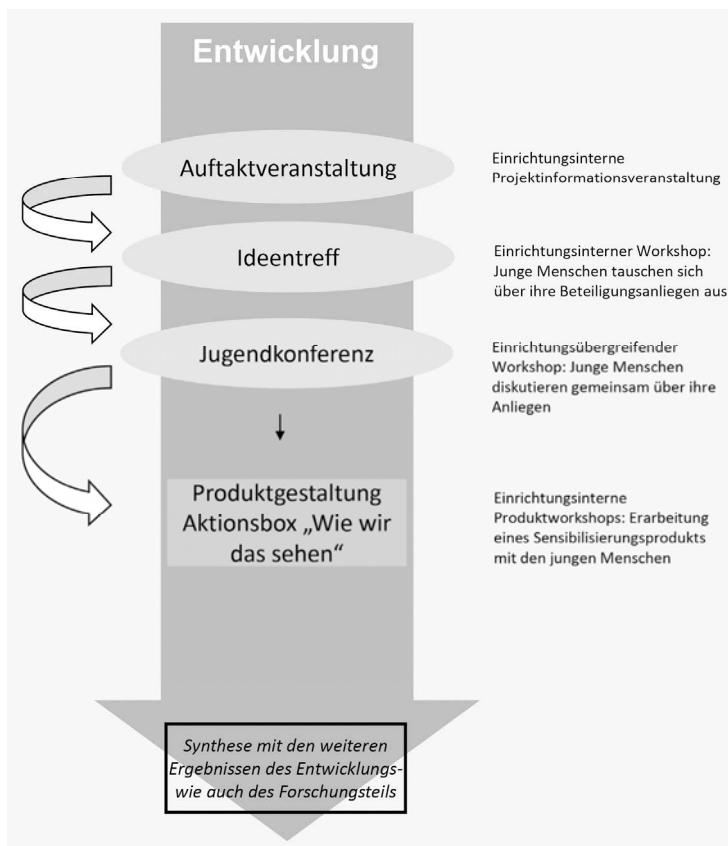 Entwicklung
Auftaktveranstaltung
Einrichtungsinterne
Projektinformationsveranstaltung
Ideentreff
Einrichtungsinterner Workshop:
Junge Menschen tauschen sich
über ihre Beteiligungsanliegen aus
Jugendkonferenz
Einrichtungsübergreifender
Workshop: Junge Menschen
diskutieren gemeinsam über ihre
Anliegen
Produktgestaltung
Aktionsbox „Wie wir
das sehen“
Einrichtungsinterne
Produktworkshops: Erarbeitung
eines Sensibilisierungsprodukts
mit den jungen Menschen
Synthese mit den weiteren
Ergebnissen des Entwicklungs-
wie auch des Forschungsteils